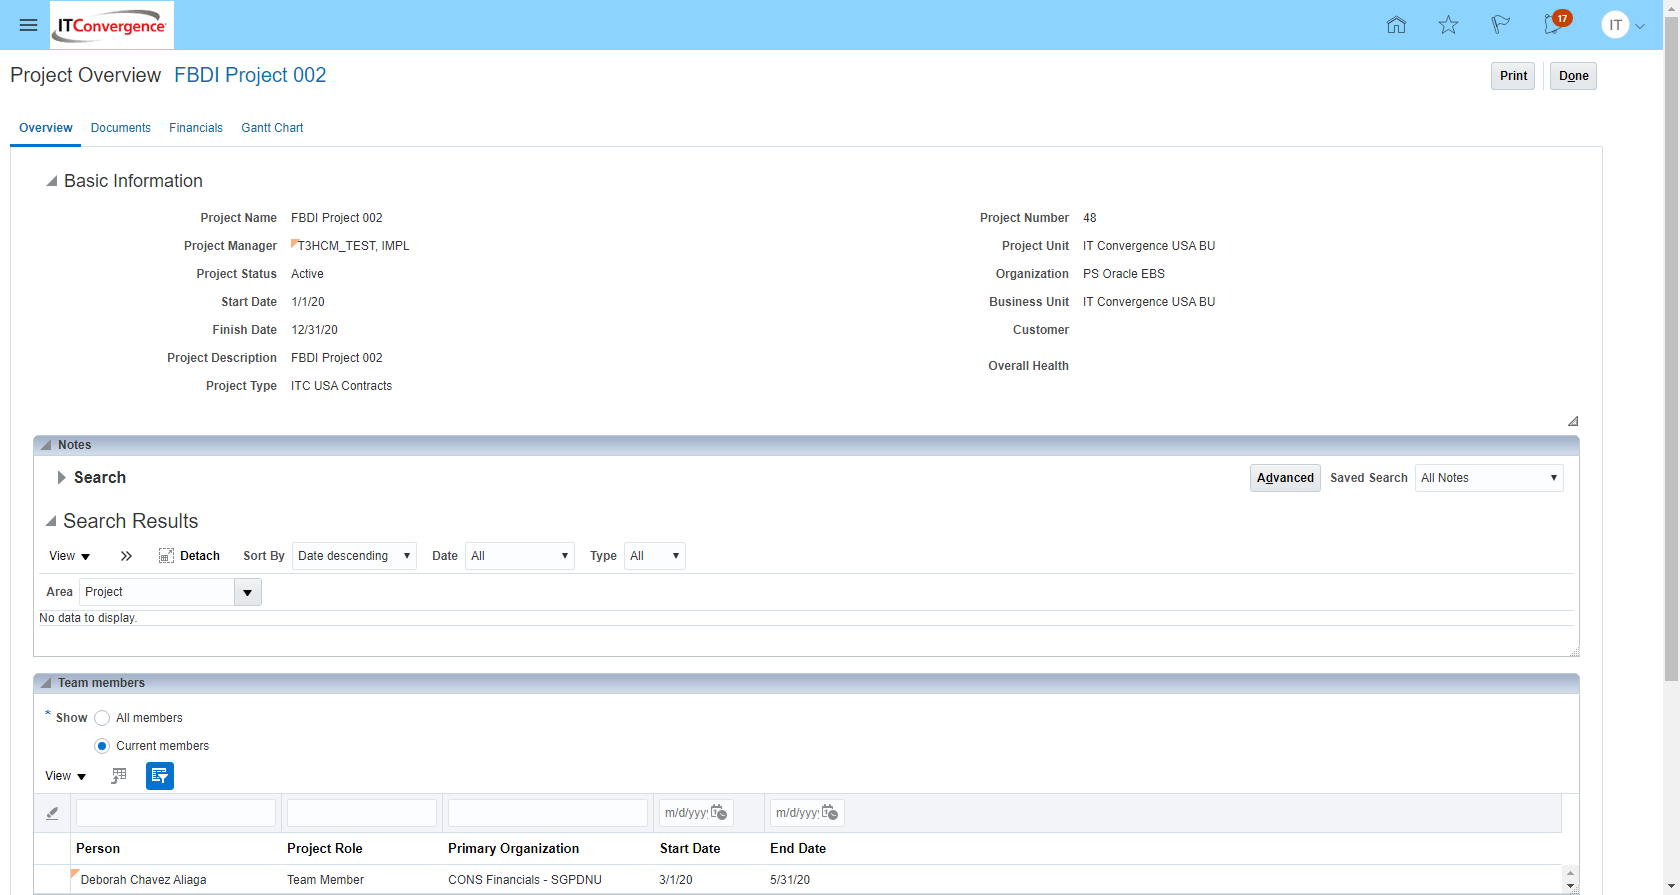 ITConvergence
17
IT
Project Overview FBDI Project 002
Print Done
Overview Documents Financials Gantt Chart
Basic Information
Project Name FBDI Project 002
Project Number 48
Project Manager T3HCM_TEST, IMPL
Project Unit IT Convergence USA BU
Project Status Active
Organization PS Oracle EBS
Start Date 1/1/20
Business Unit IT Convergence USA BU
Finish Date 12/31/20
Customer
Project Description FBDI Project 002
Overall Health
Project Type ITC USA Contracts
Notes
Search
Advanced Saved Search All Notes
Search Results
View » Detach Sort By Date descending Date All Type All
Area Project
No data to display.
Team members
* Show All members
Current members
View
m/d/yyy m/d/yyy
Person Project Role Primary Organization Start Date End Date
Deborah Chavez Aliaga Team Member CONS Financials - SGPDNU 3/1/20 5/31/20